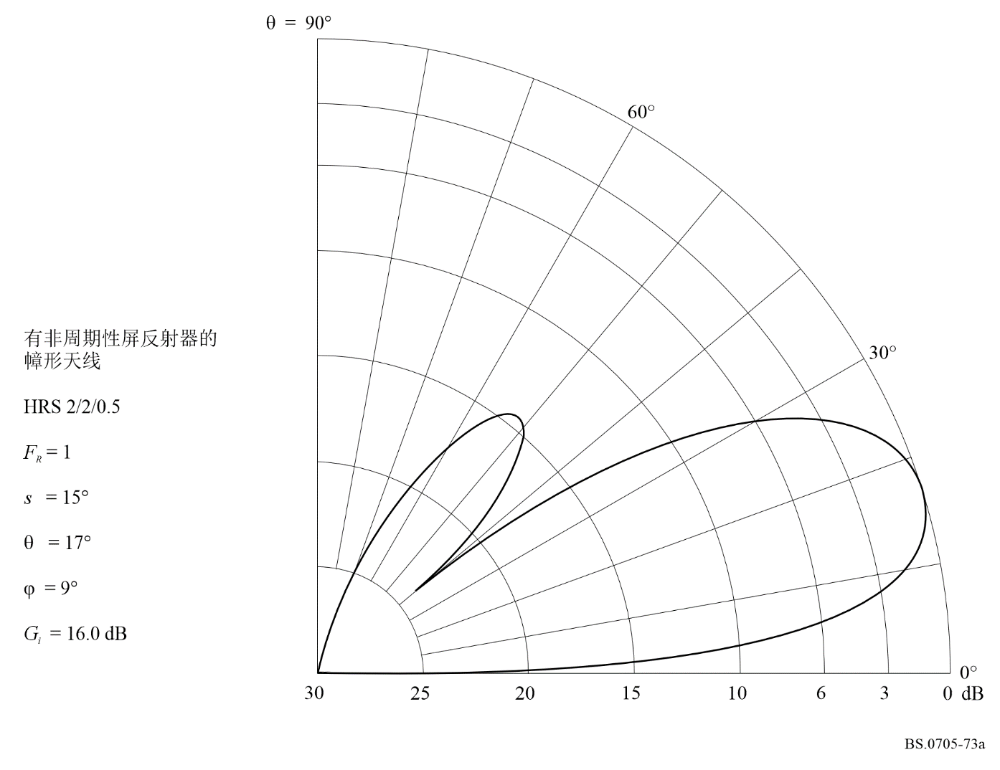 θ = 90°
60°
30°
有非周期性屏反射器的
幛形天线
HRS 2/2/0.5
F_R = 1
s = 15°
θ = 17°
φ = 9°
G_i = 16.0 dB
0°
30 25 20 15 10 6 3 0 dB
BS.0705-73a